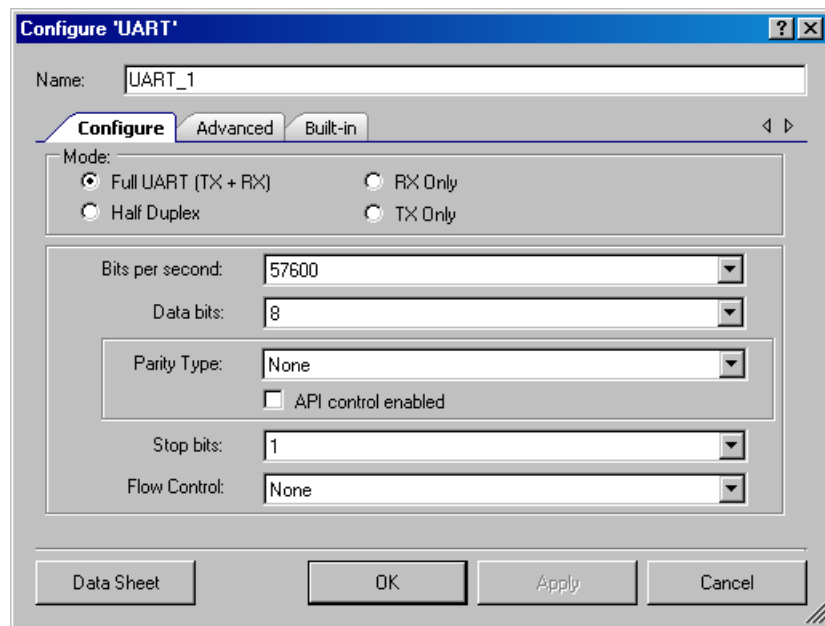 Configure 'UART'
Name: UART_1
Configure Advanced Built-in
Mode:
Full UART (TX + RX) RX Only
Half Duplex TX Only
Bits per second: 57600
Data bits: 8
Parity Type: None
API control enabled
Stop bits: 1
Flow Control: None
Data Sheet OK Apply Cancel